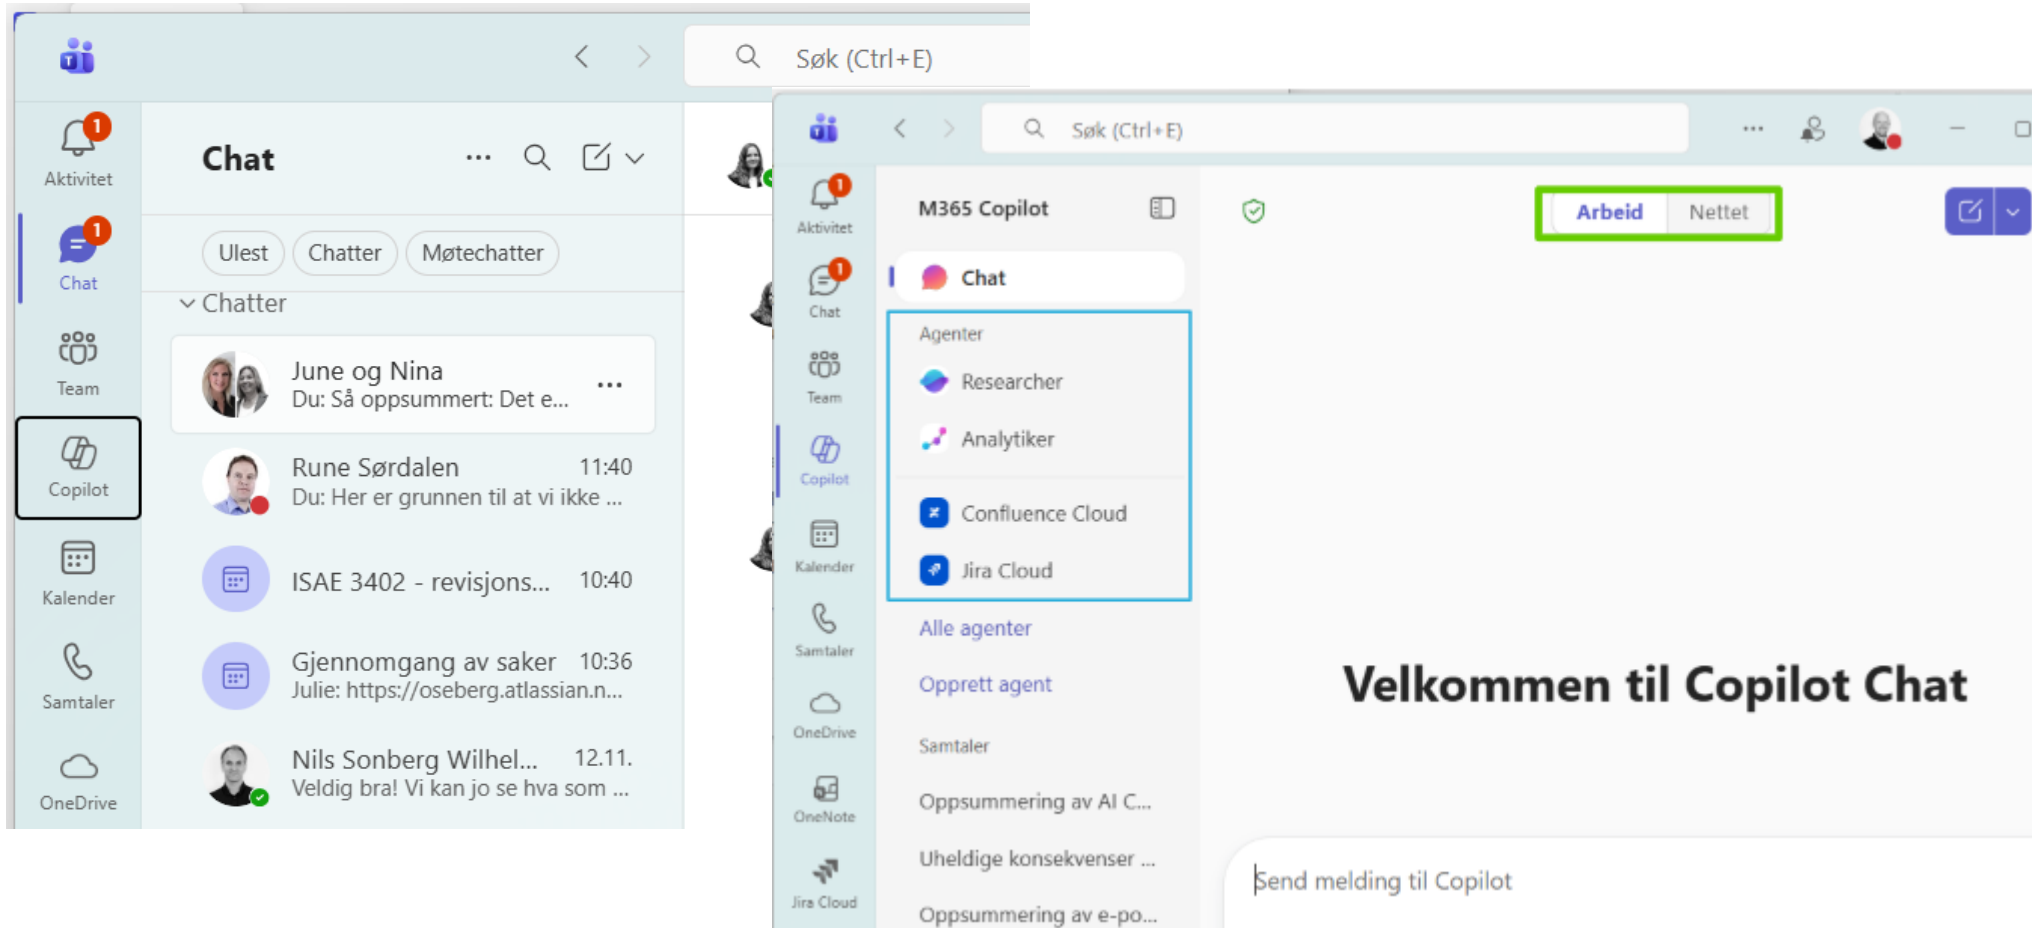 Søk (Ctrl+E)
1
Aktivitet
1
Chat
Team
Copilot
Kalender
Samtaler
OneDrive
Chat
Ulest
Chatter
Møtechatter
Chatter
June og Nina
Du: Så oppsummert: Det e...
Rune Sørdalen 11:40
Du: Her er grunnen til at vi ikke ...
ISAE 3402 - revisjons... 10:40
Gjennomgang av saker 10:36
Julie: https://oseberg.atlassian.n...
Nils Sonberg Wilhel... 12.11.
Veldig bra! Vi kan jo se hva som ...
Søk (Ctrl+E)
1
Aktivitet
1
Chat
Team
Copilot
Kalender
Samtaler
OneDrive
OneNote
Jira Cloud
M365 Copilot
Chat
Agenter
Researcher
Analytiker
Confluence Cloud
Jira Cloud
Alle agenter
Opprett agent
Samtaler
Oppsummering av AI C...
Uheldige konsekvenser ...
Oppsummering av e-po...
Arbeid
Nettet
Velkommen til Copilot Chat
Send melding til Copilot